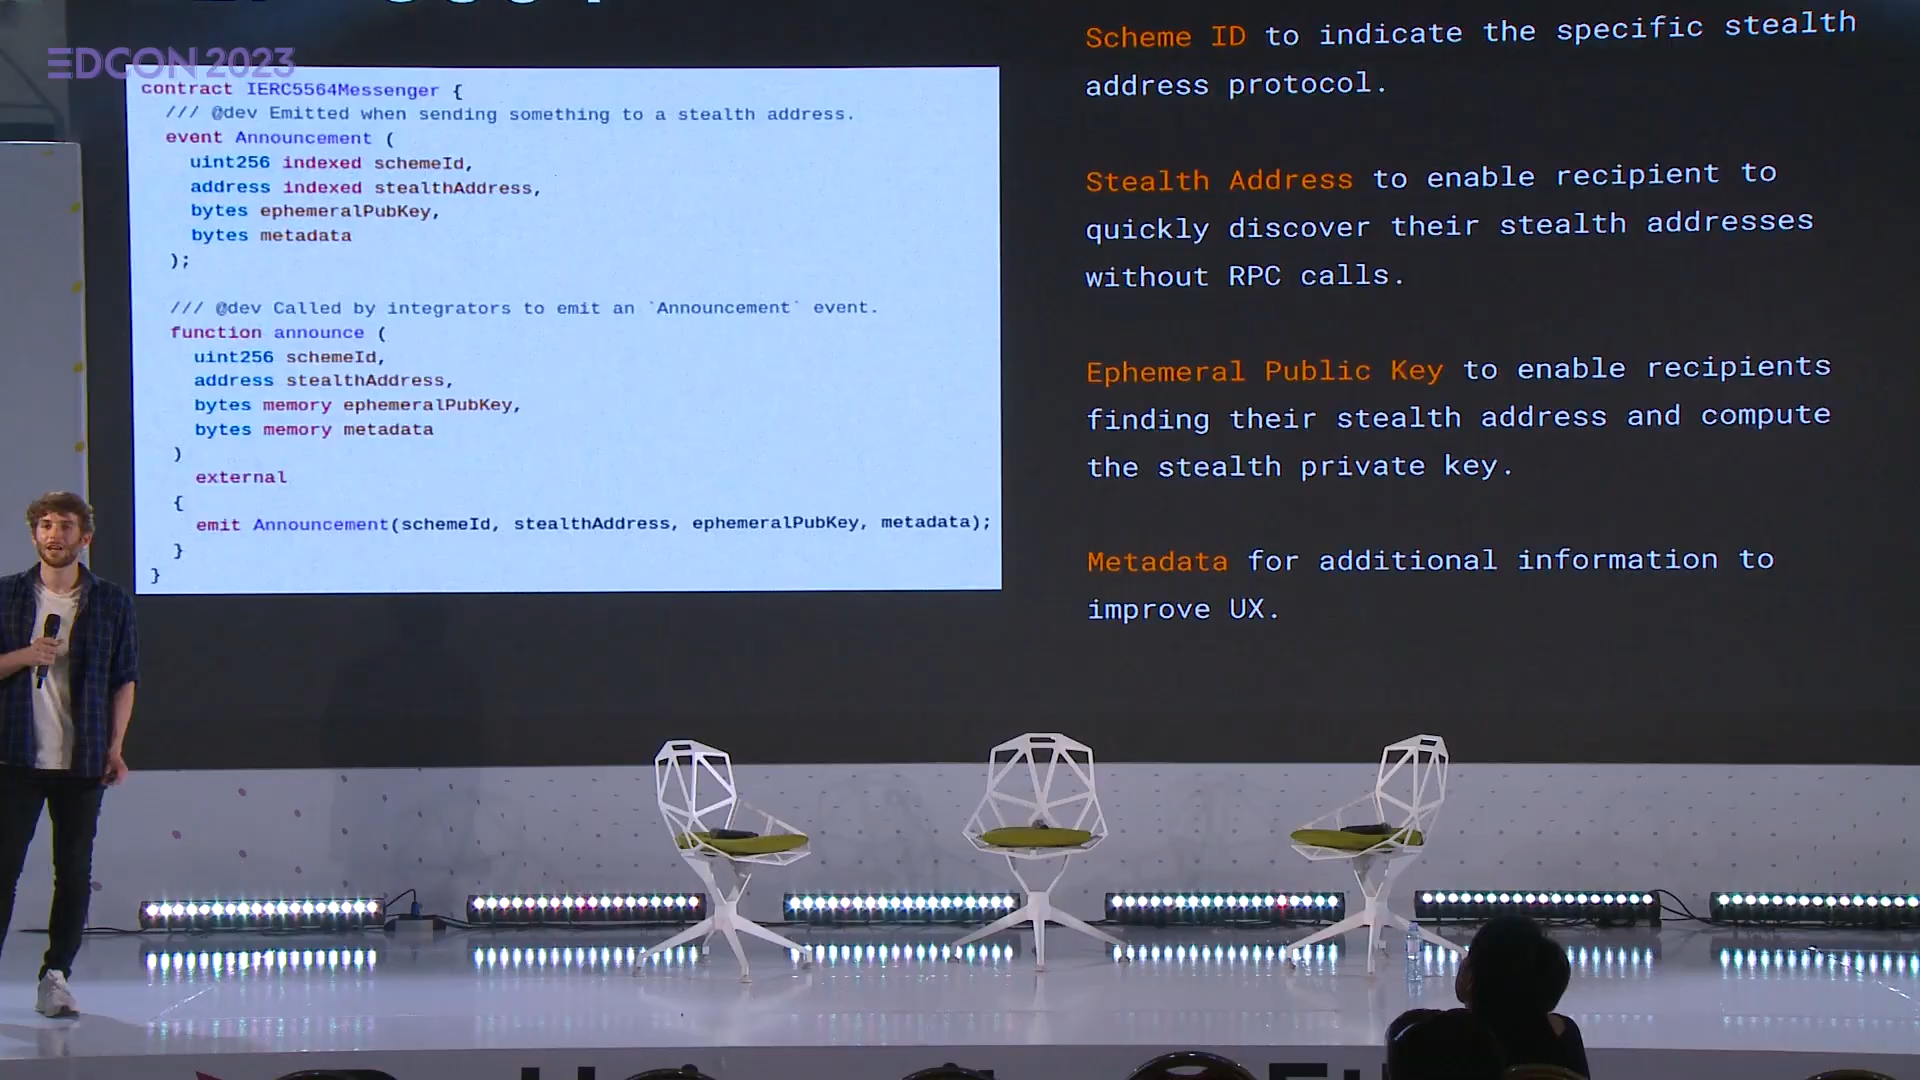 EDCON 2023
contract IERC5564Messenger {
/// @dev Emitted when sending something to a stealth address.
event Announcement (
uint256 indexed schemeId,
address indexed stealthAddress,
bytes ephemeralPubKey,
bytes metadata
);
/// @dev Called by integrators to emit an `Announcement` event.
function announce (
uint256 schemeId,
address stealthAddress,
bytes memory ephemeralPubKey,
bytes memory metadata
)
external
{
emit Announcement(schemeId, stealthAddress, ephemeralPubKey, metadata);
}
}
Scheme ID to indicate the specific stealth
address protocol.
Stealth Address to enable recipient to
quickly discover their stealth addresses
without RPC calls.
Ephemeral Public Key to enable recipients
finding their stealth address and compute
the stealth private key.
Metadata for additional information to
improve UX.